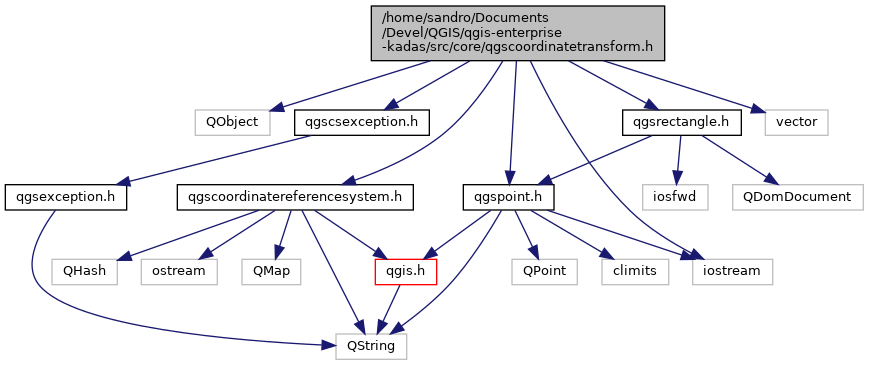 /home/sandro/Documents
/Devel/QGIS/qgis-enterprise
-kadas/src/core/qgscoordinatetransform.h
QObject
qgscsexception.h
qgsrectangle.h
vector
qgsexception.h
qgscoordinatereferencesystem.h
qgspoint.h
iosfwd
QDomDocument
QHash
ostream
QMap
qgis.h
QPoint
climits
iostream
QString